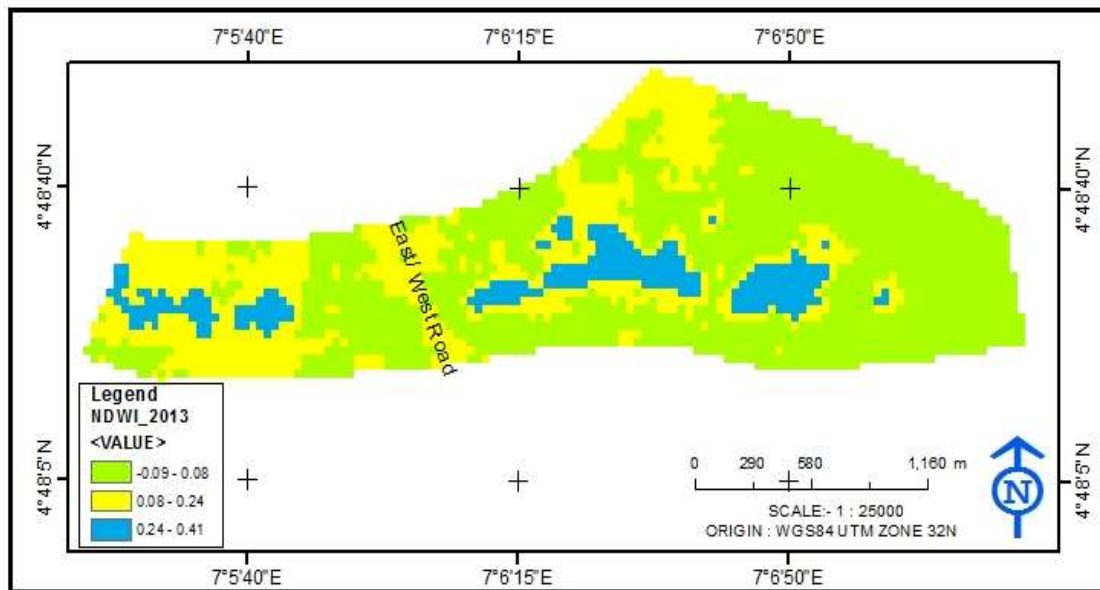 7°5'40"E 7°6'15"E 7°6'50"E
4°48'40"N 4°48'40"N
East/ West Road
Legend
NDWI_2013
<VALUE>
-0.09 - 0.08
0.08 - 0.24
0.24 - 0.41
4°48'5"N 4°48'5"N
0 290 580 1,160 m
SCALE:- 1 : 25000
ORIGIN : WGS84 UTM ZONE 32N
N
7°5'40"E 7°6'15"E 7°6'50"E